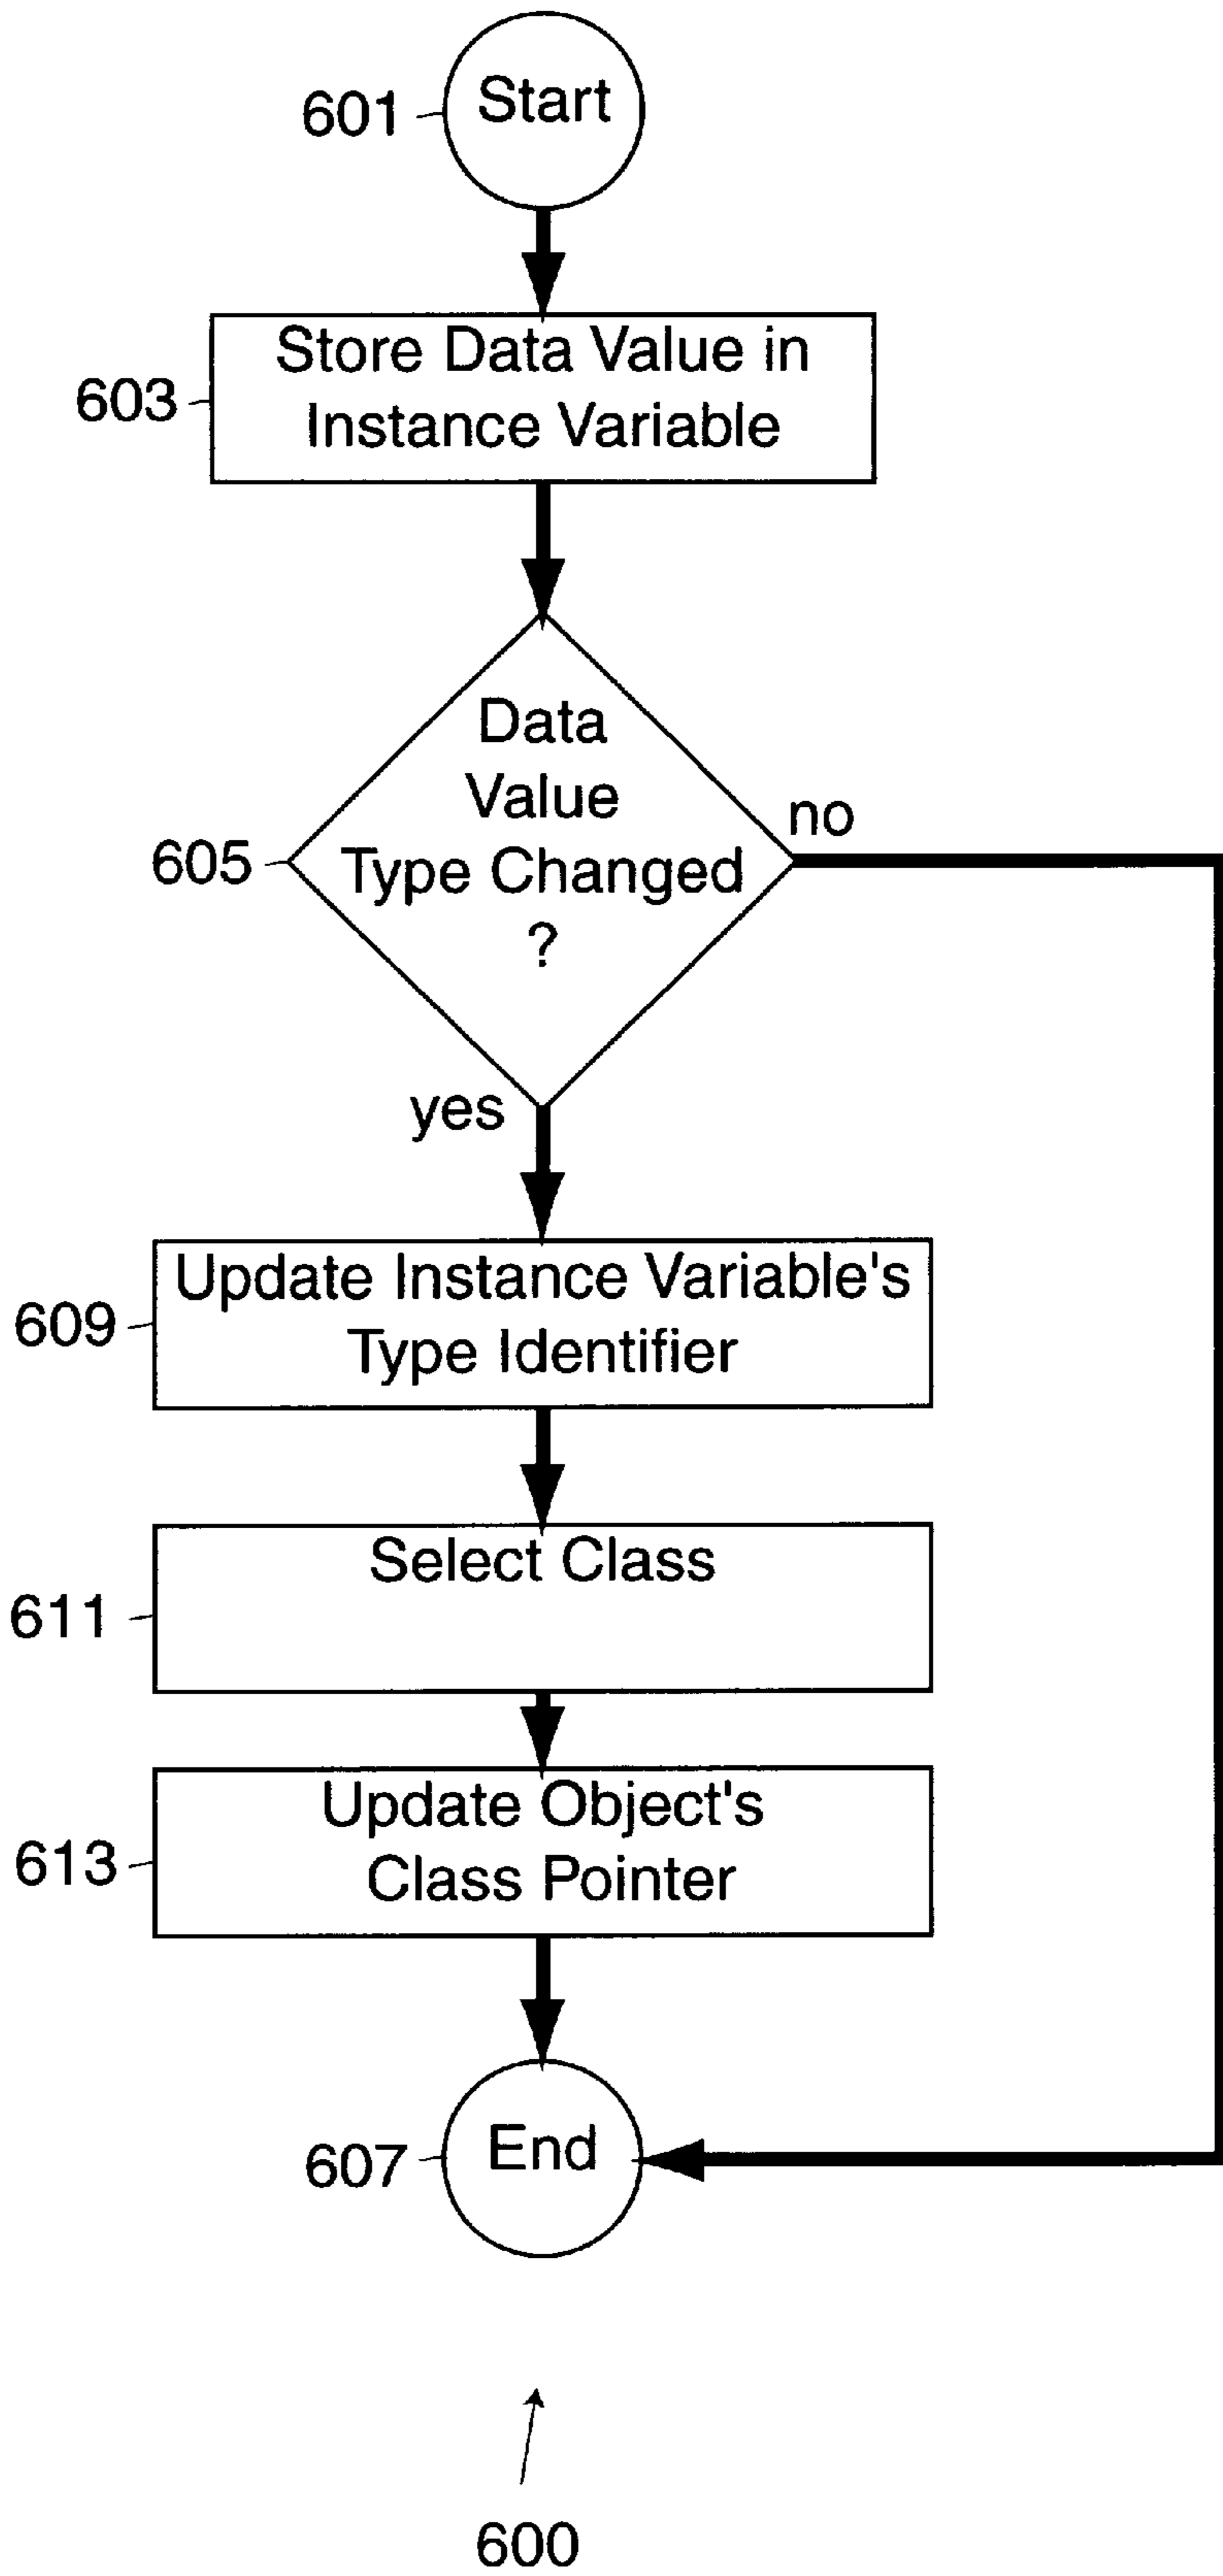 601
Start
603
Store Data Value in
Instance Variable
605
Data
Value
Type Changed
?
no
yes
609
Update Instance Variable's
Type Identifier
611
Select Class
613
Update Object's
Class Pointer
607
End
600